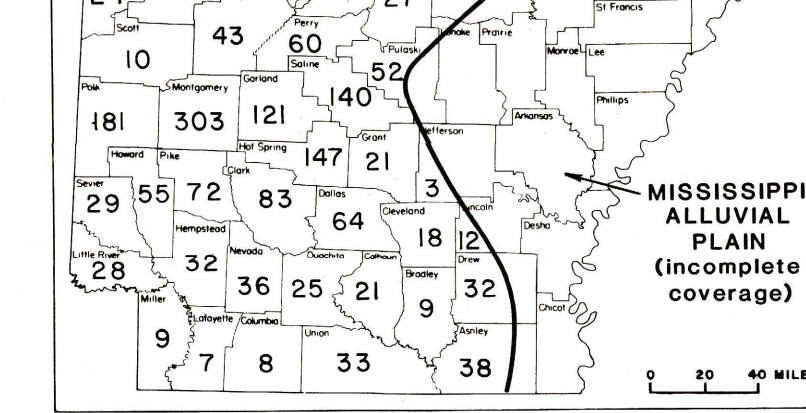 27
St Francis
Perry
60
Scott
10
43
Pulaski
52
Lonoke
Prairie
Monroe
Lee
Saline
140
Garland
121
Polk
181
Montgomery
303
Phillips
Arkansas
Hot Spring
147
Grant
21
Jefferson
3
Howard
55
Pike
72
Clark
83
Sevier
29
Dallas
64
Cleveland
18
Lincoln
12
Desha
MISSISSIPPI
ALLUVIAL
PLAIN
(incomplete
coverage)
Hempstead
32
Little River
28
Nevada
36
Ouachita
25
Calhoun
21
Bradley
9
Drew
32
Chicot
Miller
9
Lafayette
7
Columbia
8
Union
33
Ashley
38
0 20 40 MILE